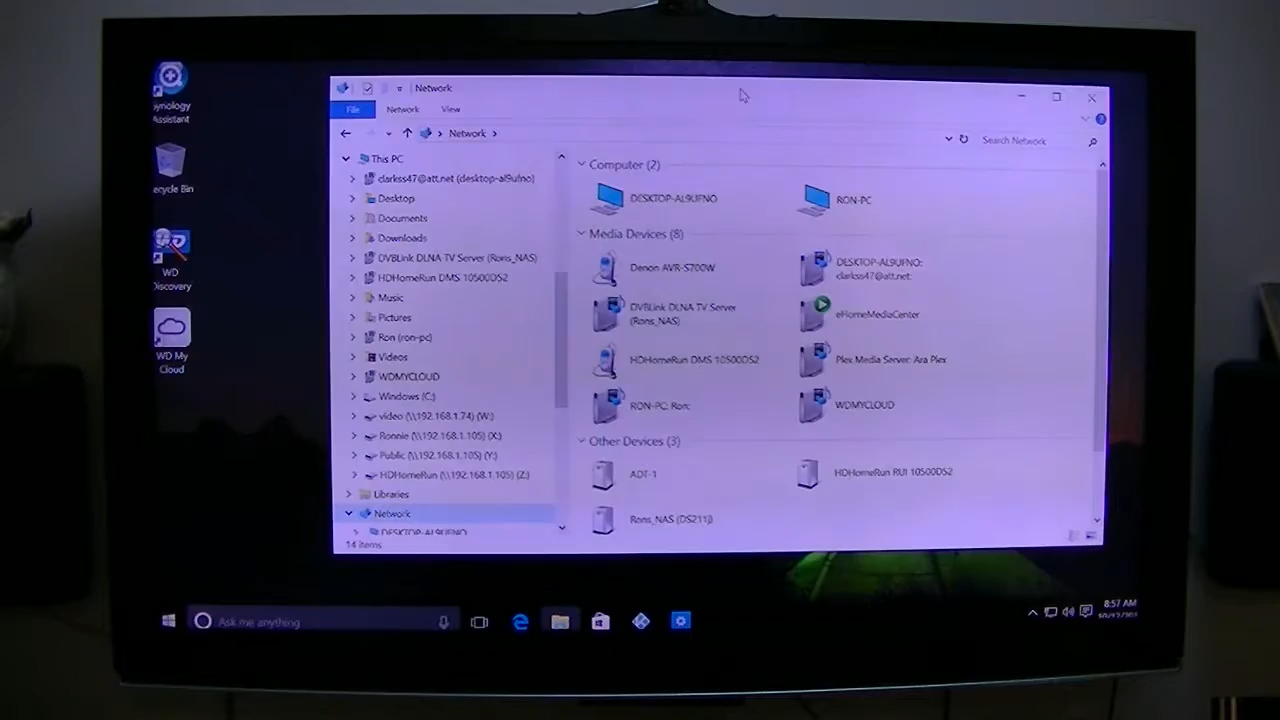 Synology
Assistant
Recycle Bin
WD
Discovery
WD My
Cloud
Network
File
Network
View
Network
Search Network
This PC
clarkss47@att.net (desktop-al9ufno)
Desktop
Documents
Downloads
DVBLink DLNA TV Server (Rons_NAS)
HDHomeRun DMS 10500D52
Music
Pictures
Ron (ron-pc)
Videos
WDMYCLOUD
Windows (C:)
video (\\192.168.1.74) (W:)
Ronnie (\\192.168.1.105) (X:)
Public (\\192.168.1.105) (Y:)
HDHomeRun (\\192.168.1.105) (Z:)
Libraries
Network
DESKTOP-AL9UFNO
14 items
Computer (2)
DESKTOP-AL9UFNO
RON-PC
Media Devices (8)
Denon AVR-S700W
DESKTOP-AL9UFNO:
clarkss47@att.net:
DVBLink DLNA TV Server
(Rons_NAS)
eHomeMediaCenter
HDHomeRun DMS 10500D52
Plex Media Server: Ara Plex
RON-PC: Ron:
WDMYCLOUD
Other Devices (3)
ADT-1
HDHomeRun RUI 10500D52
Rons_NAS (DS211j)
Ask me anything
8:57 AM